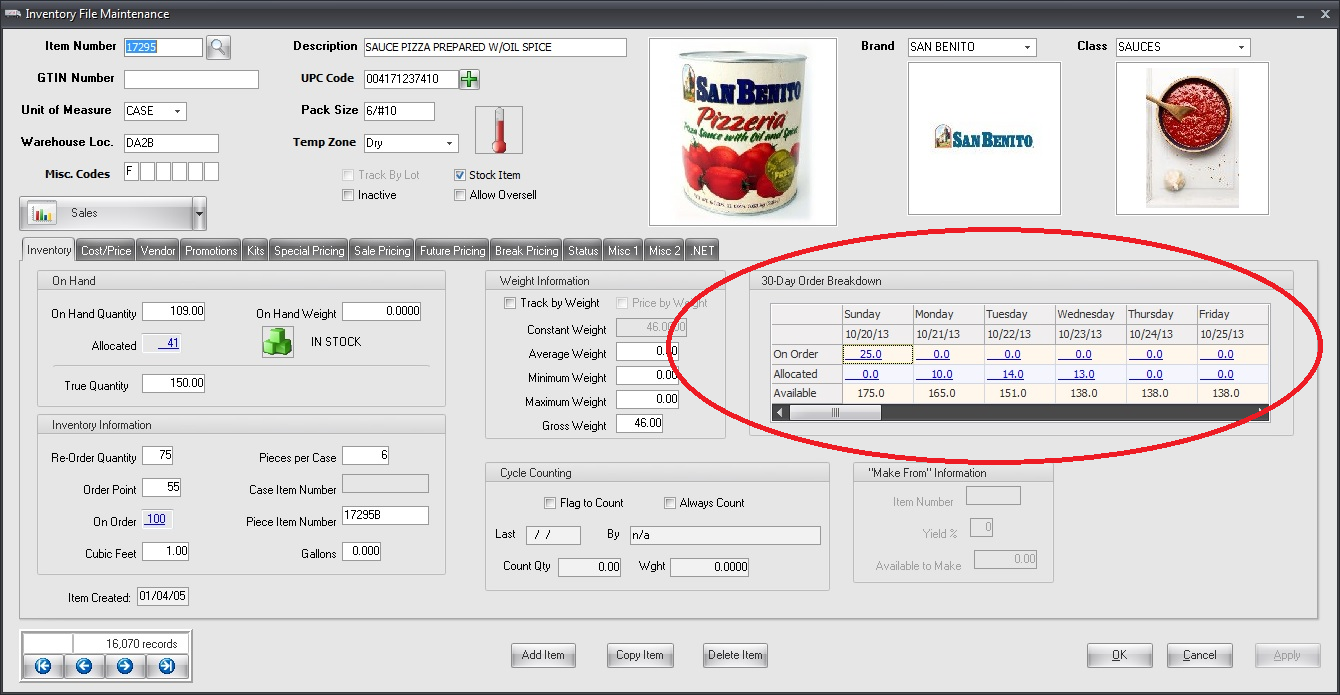 Inventory File Maintenance
Item Number 17295
Description SAUCE PIZZA PREPARED W/OIL SPICE
Brand SAN BENITO
Class SAUCES
GTIN Number
UPC Code 004171237410
Unit of Measure CASE
Pack Size 6/#10
Warehouse Loc. DA2B
Temp Zone Dry
Misc. Codes F
Track By Lot
Stock Item
Inactive
Allow Oversell
SAN BENITO
Pizzeria
Pizza Sauce with Oil and Spice
SAN BENITO
Sales
Inventory Cost/Price Vendor Promotions Kits Special Pricing Sale Pricing Future Pricing Break Pricing Status Misc 1 Misc 2 .NET
On Hand
On Hand Quantity 109.00
On Hand Weight 0.0000
Allocated 41
IN STOCK
True Quantity 150.00
Inventory Information
Re-Order Quantity 75
Pieces per Case 6
Order Point 55
Case Item Number
On Order 100
Piece Item Number 17295B
Cubic Feet 1.00
Gallons 0.000
Item Created: 01/04/05
Weight Information
Track by Weight
Price by Weight
Constant Weight 46.0000
Average Weight 0.00
Minimum Weight 0.00
Maximum Weight 0.00
Gross Weight 46.00
30-Day Order Breakdown
Sunday Monday Tuesday Wednesday Thursday Friday
10/20/13 10/21/13 10/22/13 10/23/13 10/24/13 10/25/13
On Order 25.0 0.0 0.0 0.0 0.0 0.0
Allocated 0.0 10.0 14.0 13.0 0.0 0.0
Available 175.0 165.0 151.0 138.0 138.0 138.0
Cycle Counting
Flag to Count
Always Count
Last / /
By n/a
Count Qty 0.00
Wght 0.0000
"Make From" Information
Item Number
Yield % 0
Available to Make 0.00
16,070 records
Add Item
Copy Item
Delete Item
OK
Cancel
Apply